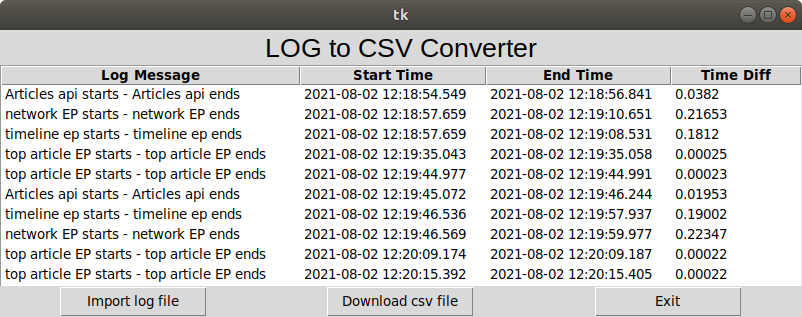 tk
LOG to CSV Converter
Log Message Start Time End Time Time Diff
Articles api starts - Articles api ends 2021-08-02 12:18:54.549 2021-08-02 12:18:56.841 0.0382
network EP starts - network EP ends 2021-08-02 12:18:57.659 2021-08-02 12:19:10.651 0.21653
timeline ep starts - timeline ep ends 2021-08-02 12:18:57.659 2021-08-02 12:19:08.531 0.1812
top article EP starts - top article EP ends 2021-08-02 12:19:35.043 2021-08-02 12:19:35.058 0.00025
top article EP starts - top article EP ends 2021-08-02 12:19:44.977 2021-08-02 12:19:44.991 0.00023
Articles api starts - Articles api ends 2021-08-02 12:19:45.072 2021-08-02 12:19:46.244 0.01953
timeline ep starts - timeline ep ends 2021-08-02 12:19:46.536 2021-08-02 12:19:57.937 0.19002
network EP starts - network EP ends 2021-08-02 12:19:46.569 2021-08-02 12:19:59.977 0.22347
top article EP starts - top article EP ends 2021-08-02 12:20:09.174 2021-08-02 12:20:09.187 0.00022
top article EP starts - top article EP ends 2021-08-02 12:20:15.392 2021-08-02 12:20:15.405 0.00022
Import log file Download csv file Exit